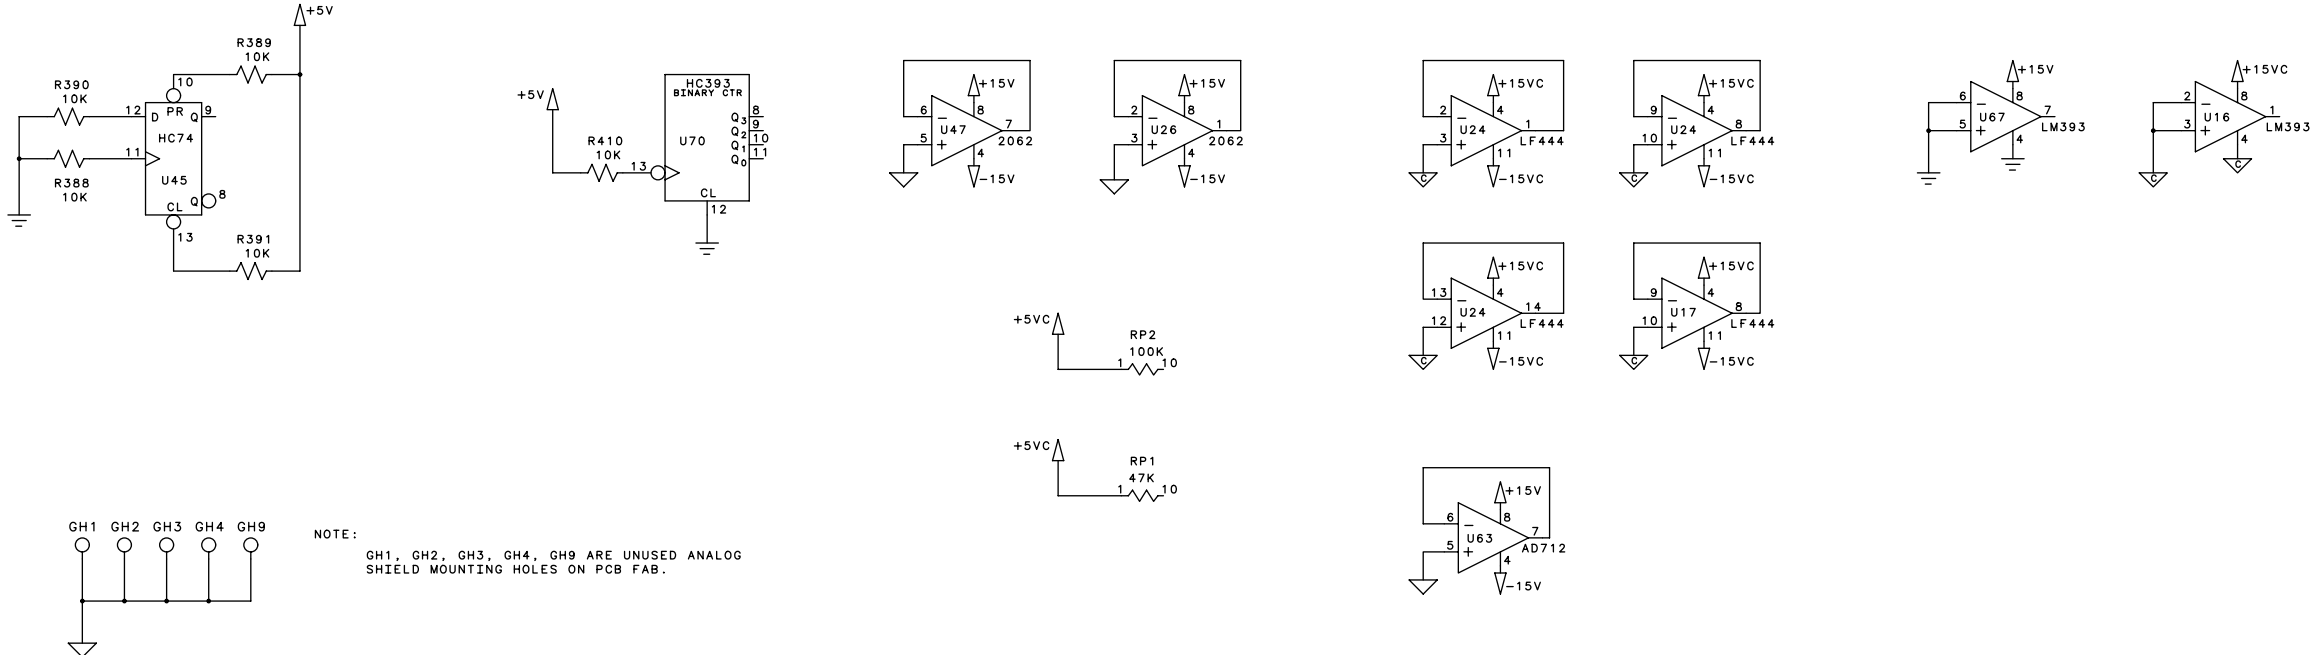 +5V
R389
10K
10
R390
10K
12
D
PR
Q
9
HC74
11
U45
R388
10K
Q
8
CL
13
R391
10K
+5V
R410
10K
13
HC393
BINARY CTR
U70
Q3
8
Q2
9
Q1
10
Q0
11
CL
12
+15V
8
6
−
U47
5
+
7
2062
4
-15V
+15V
8
2
−
U26
3
+
1
2062
4
-15V
+15VC
4
2
−
U24
3
+
1
LF444
11
-15VC
C
+15VC
4
9
−
U24
10
+
8
LF444
11
-15VC
C
+15V
8
6
−
U67
5
+
7
LM393
4
+15VC
8
2
−
U16
3
+
1
LM393
4
C
C
+15VC
4
13
−
U24
12
+
14
LF444
11
-15VC
C
+15VC
4
9
−
U17
10
+
8
LF444
11
-15VC
C
+5VC
RP2
100K
1
10
+5VC
RP1
47K
1
10
+15V
8
6
−
U63
5
+
7
AD712
4
-15V
GH1 GH2 GH3 GH4 GH9
NOTE:
GH1, GH2, GH3, GH4, GH9 ARE UNUSED ANALOG
SHIELD MOUNTING HOLES ON PCB FAB.